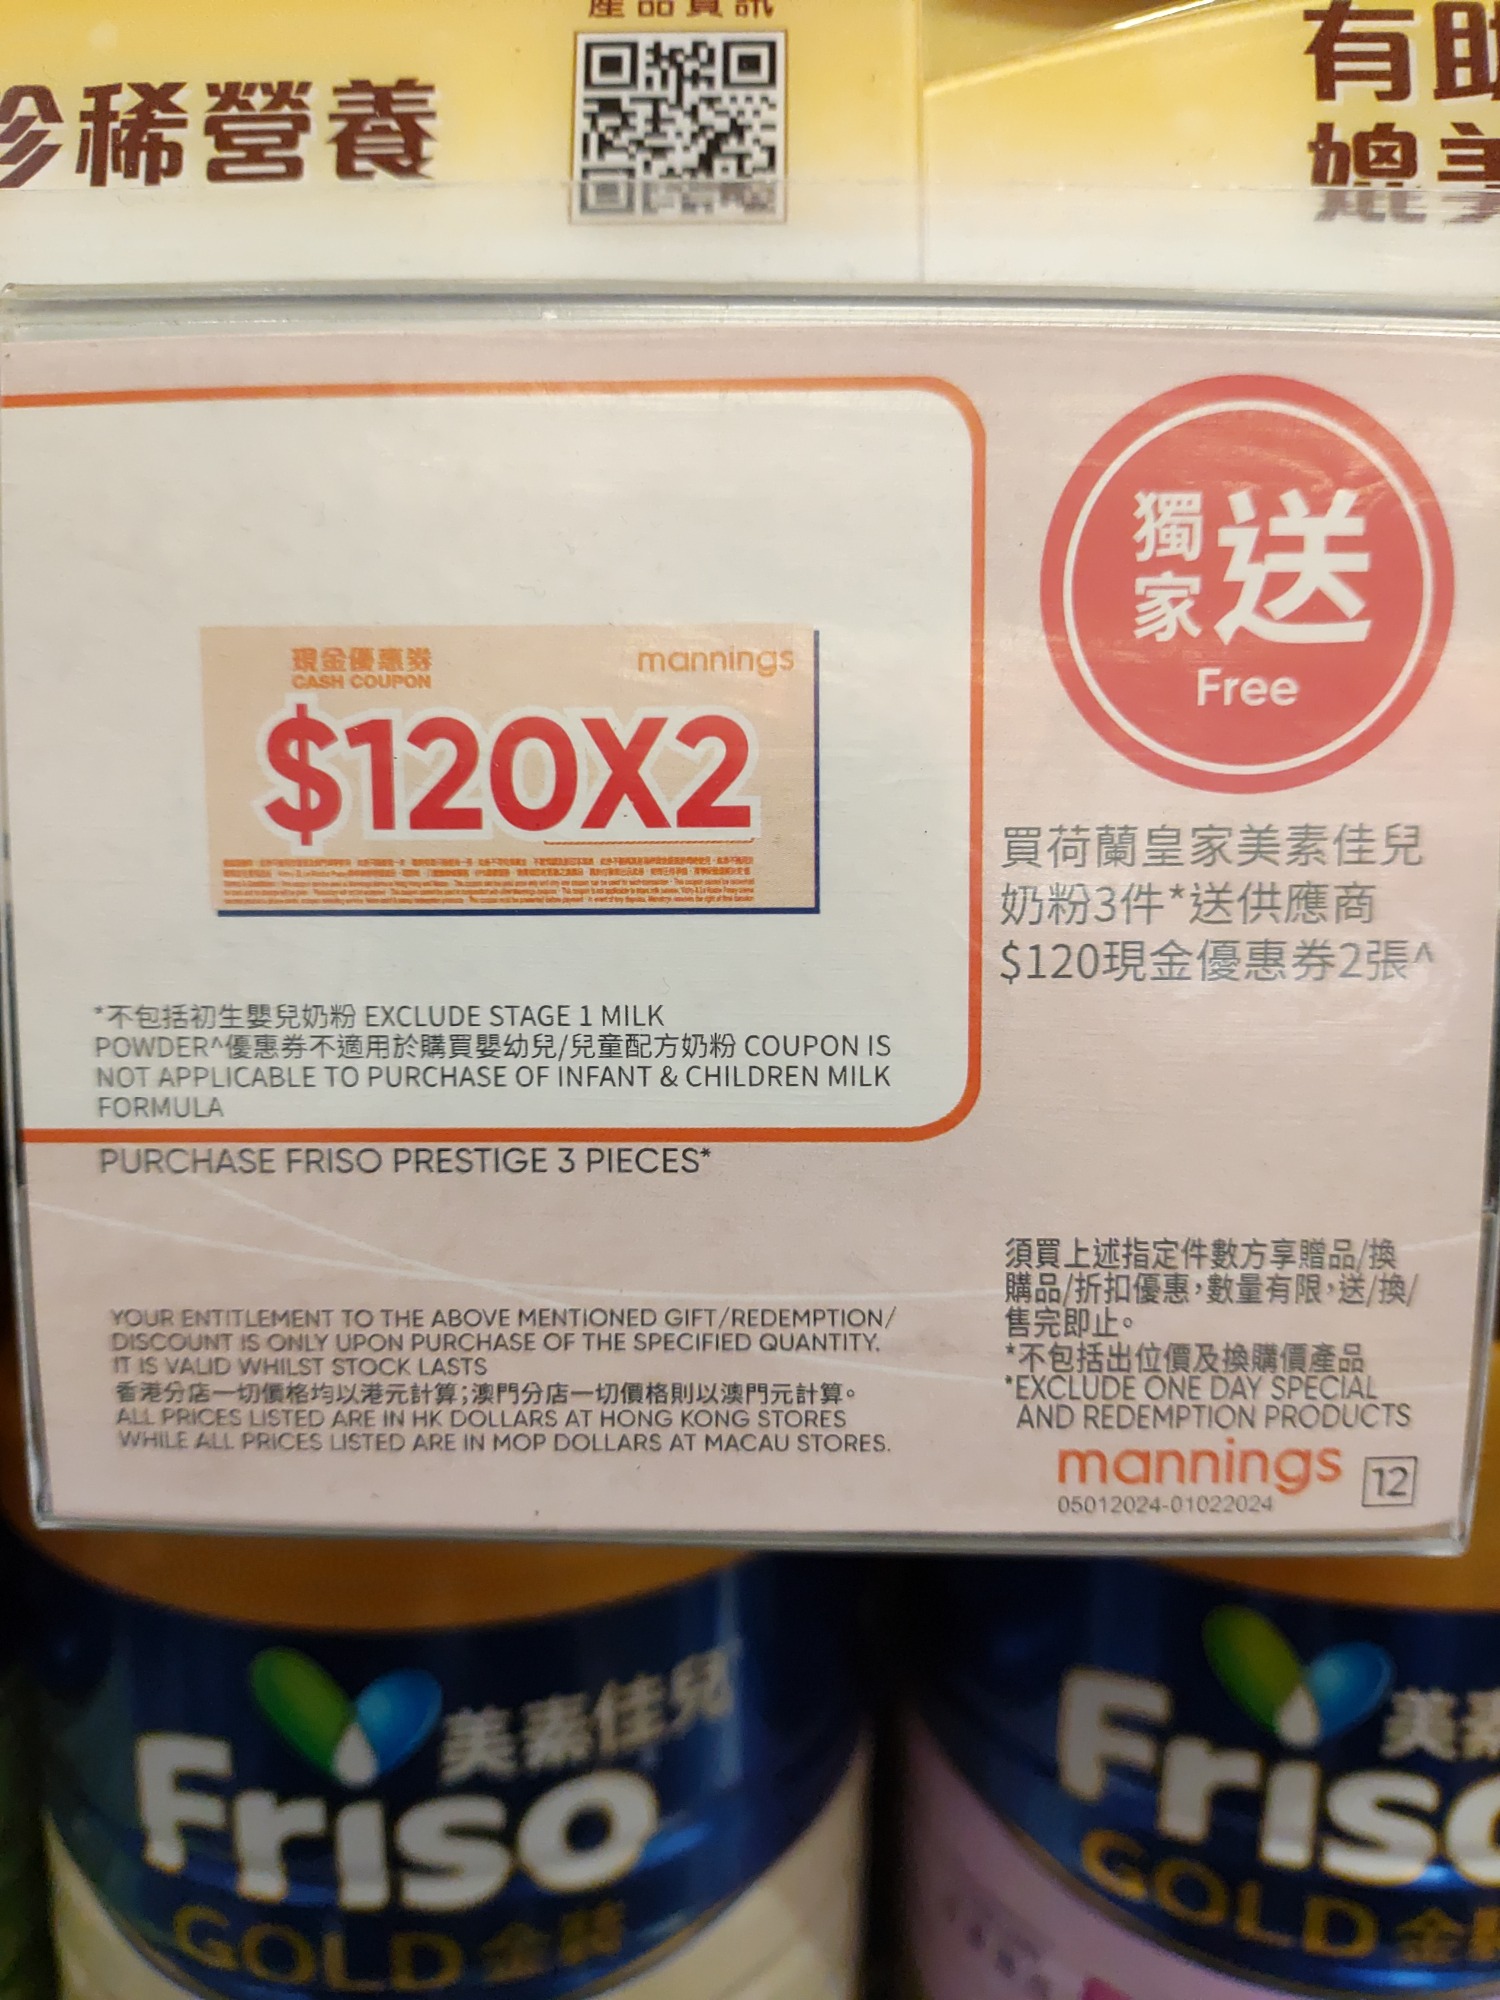 產品資訊
珍稀營養
有助
現金優惠券
CASH COUPON
mannings
$120X2
獨家送
Free
買荷蘭皇家美素佳兒
奶粉3件*送供應商
$120現金優惠券2張^
*不包括初生嬰兒奶粉 EXCLUDE STAGE 1 MILK
POWDER^優惠券不適用於購買嬰幼兒/兒童配方奶粉 COUPON IS
NOT APPLICABLE TO PURCHASE OF INFANT & CHILDREN MILK
FORMULA
PURCHASE FRISO PRESTIGE 3 PIECES*
YOUR ENTITLEMENT TO THE ABOVE MENTIONED GIFT/REDEMPTION/
DISCOUNT IS ONLY UPON PURCHASE OF THE SPECIFIED QUANTITY.
IT IS VALID WHILST STOCK LASTS
香港分店一切價格均以港元計算;澳門分店一切價格則以澳門元計算。
ALL PRICES LISTED ARE IN HK DOLLARS AT HONG KONG STORES
WHILE ALL PRICES LISTED ARE IN MOP DOLLARS AT MACAU STORES.
須買上述指定件數方享贈品/換
購品/折扣優惠，數量有限，送/換/
售完即止。
*不包括出位價及換購價產品
*EXCLUDE ONE DAY SPECIAL
AND REDEMPTION PRODUCTS
mannings
12
05012024-01022024
美素佳兒
Friso
GOLD 金裝
美素
Friso
GOLD 金裝